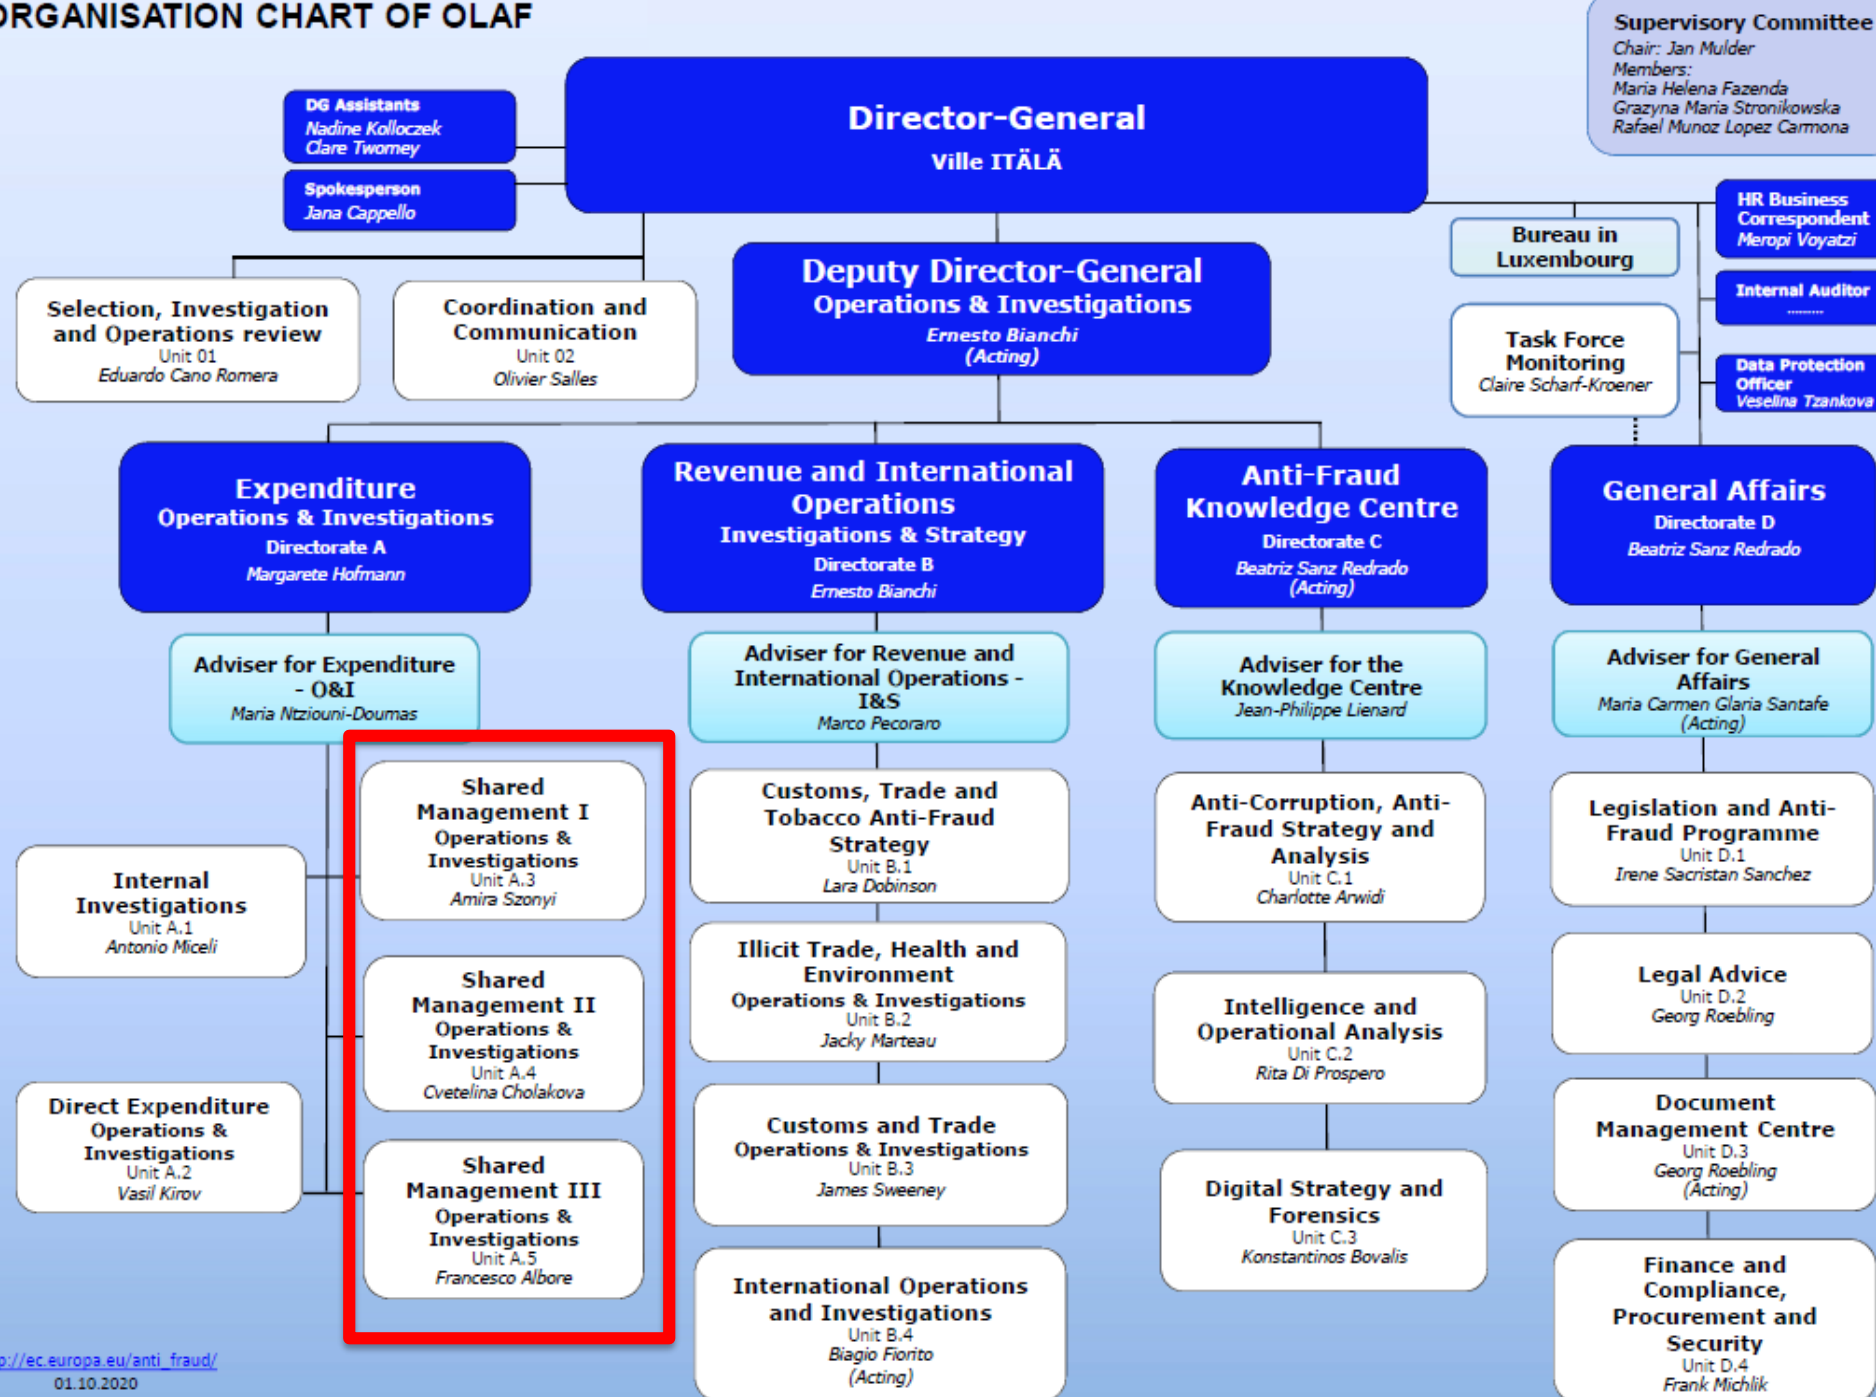 ORGANISATION CHART OF OLAF
Supervisory Committee
Chair: Jan Mulder
Members:
Maria Helena Fazenda
Grazyna Maria Stronikowska
Rafael Munoz Lopez Carmona
DG Assistants
Nadine Kolloczek
Clare Twomey
Spokesperson
Jana Cappello
Director-General
Ville ITÄLÄ
HR Business
Correspondent
Meropi Voyatzi
Internal Auditor
.........
Data Protection
Officer
Veselina Tzankova
Bureau in
Luxembourg
Task Force
Monitoring
Claire Scharf-Kroener
Selection, Investigation
and Operations review
Unit 01
Eduardo Cano Romera
Coordination and
Communication
Unit 02
Olivier Salles
Deputy Director-General
Operations & Investigations
Ernesto Bianchi
(Acting)
Expenditure
Operations & Investigations
Directorate A
Margarete Hofmann
Revenue and International
Operations
Investigations & Strategy
Directorate B
Ernesto Bianchi
Anti-Fraud
Knowledge Centre
Directorate C
Beatriz Sanz Redrado
(Acting)
General Affairs
Directorate D
Beatriz Sanz Redrado
Adviser for Expenditure
- O&I
Maria Ntziouni-Doumas
Adviser for Revenue and
International Operations -
I&S
Marco Pecoraro
Adviser for the
Knowledge Centre
Jean-Philippe Lienard
Adviser for General
Affairs
Maria Carmen Glaria Santafe
(Acting)
Internal
Investigations
Unit A.1
Antonio Miceli
Direct Expenditure
Operations &
Investigations
Unit A.2
Vasil Kirov
Shared
Management I
Operations &
Investigations
Unit A.3
Amira Szonyi
Shared
Management II
Operations &
Investigations
Unit A.4
Cvetelina Cholakova
Shared
Management III
Operations &
Investigations
Unit A.5
Francesco Albore
Customs, Trade and
Tobacco Anti-Fraud
Strategy
Unit B.1
Lara Dobinson
Illicit Trade, Health and
Environment
Operations & Investigations
Unit B.2
Jacky Marteau
Customs and Trade
Operations & Investigations
Unit B.3
James Sweeney
International Operations
and Investigations
Unit B.4
Biagio Fiorito
(Acting)
Anti-Corruption, Anti-
Fraud Strategy and
Analysis
Unit C.1
Charlotte Arwidi
Intelligence and
Operational Analysis
Unit C.2
Rita Di Prospero
Digital Strategy and
Forensics
Unit C.3
Konstantinos Bovalis
Legislation and Anti-
Fraud Programme
Unit D.1
Irene Sacristan Sanchez
Legal Advice
Unit D.2
Georg Roebling
Document
Management Centre
Unit D.3
Georg Roebling
(Acting)
Finance and
Compliance,
Procurement and
Security
Unit D.4
Frank Michlik
p://ec.europa.eu/anti_fraud/
01.10.2020